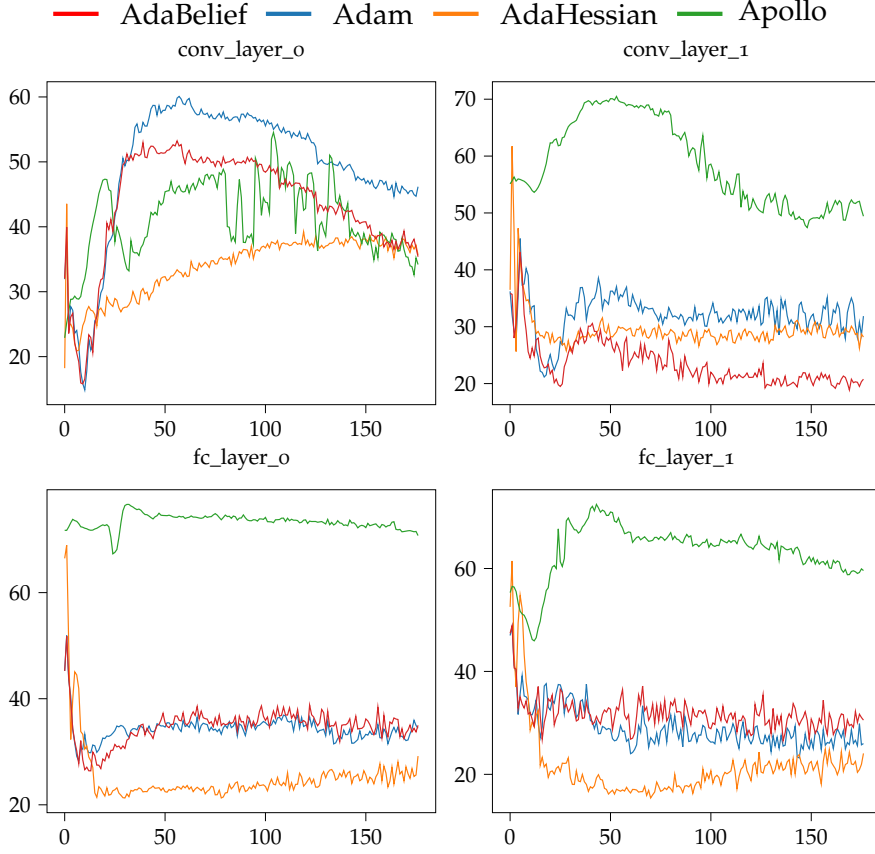 AdaBelief Adam AdaHessian Apollo
conv_layer_0 conv_layer_1
60 70
50 60
40 50
30 40
20 30
20
0 50 100 150 0 50 100 150
fc_layer_0 fc_layer_1
60 60
40 40
20 20
0 50 100 150 0 50 100 150